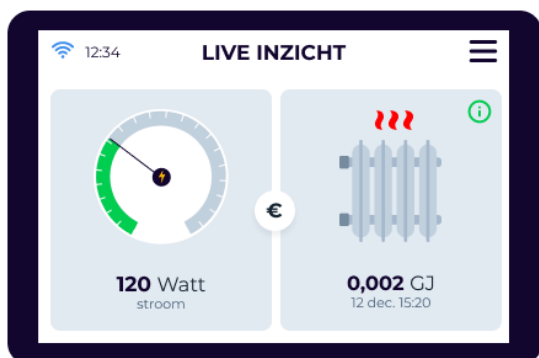 12:34
LIVE INZICHT
€
120 Watt
stroom
0,002 GJ
12 dec. 15:20